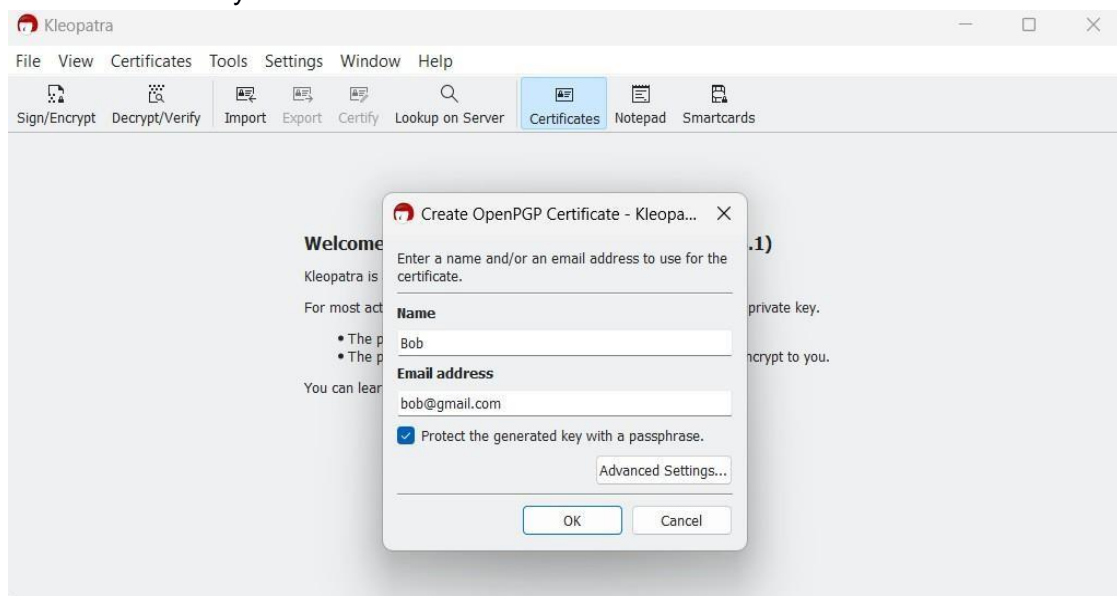 Kleopatra
File View Certificates Tools Settings Window Help
Sign/Encrypt Decrypt/Verify Import Export Certify Lookup on Server Certificates Notepad Smartcards
Create OpenPGP Certificate - Kleopa...
Welcome .1)
Enter a name and/or an email address to use for the
certificate.
Kleopatra is
For most act private key.
Name
• The p
Bob
• The p ncrypt to you.
Email address
You can lear
bob@gmail.com
Protect the generated key with a passphrase.
Advanced Settings...
OK Cancel